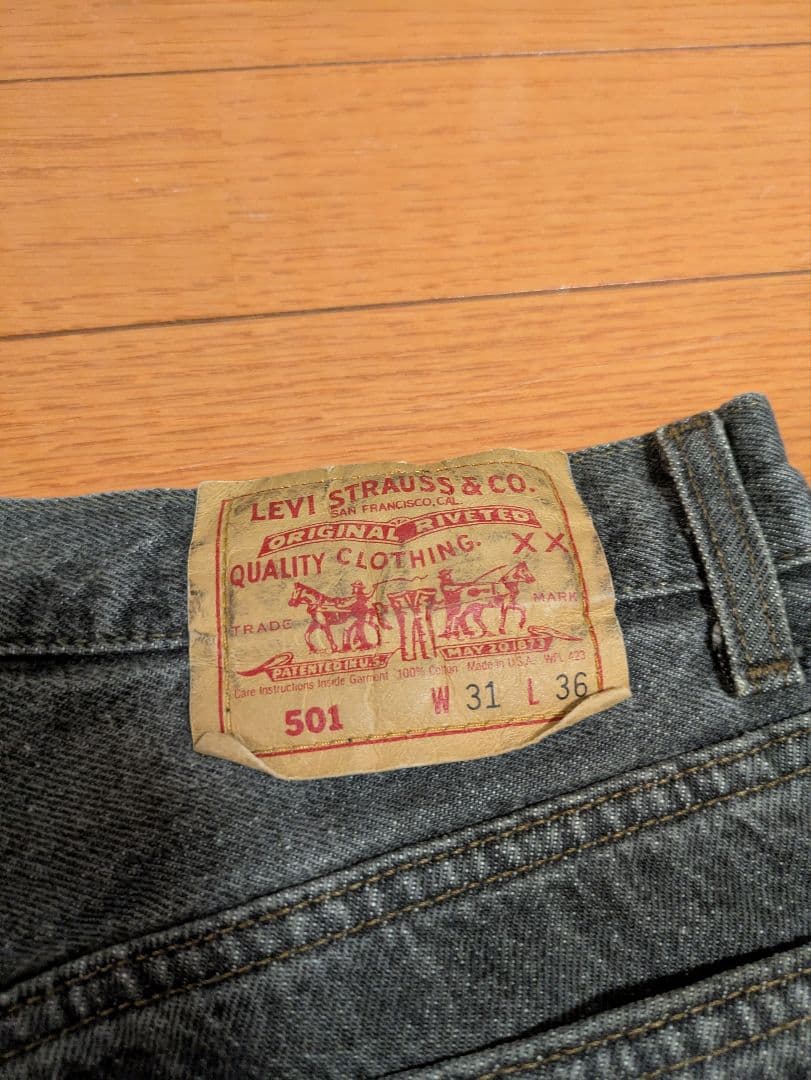 LEVI STRAUSS & CO.
SAN FRANCISCO, CAL
ORIGINAL RIVETED
QUALITY CLOTHING. XX
TRADE MARK
PATENTED IN U.S. MAY 20 1873
Care Instructions Inside Garment 100% Cotton Made in U.S.A. WPL 423
501 W 31 L 36